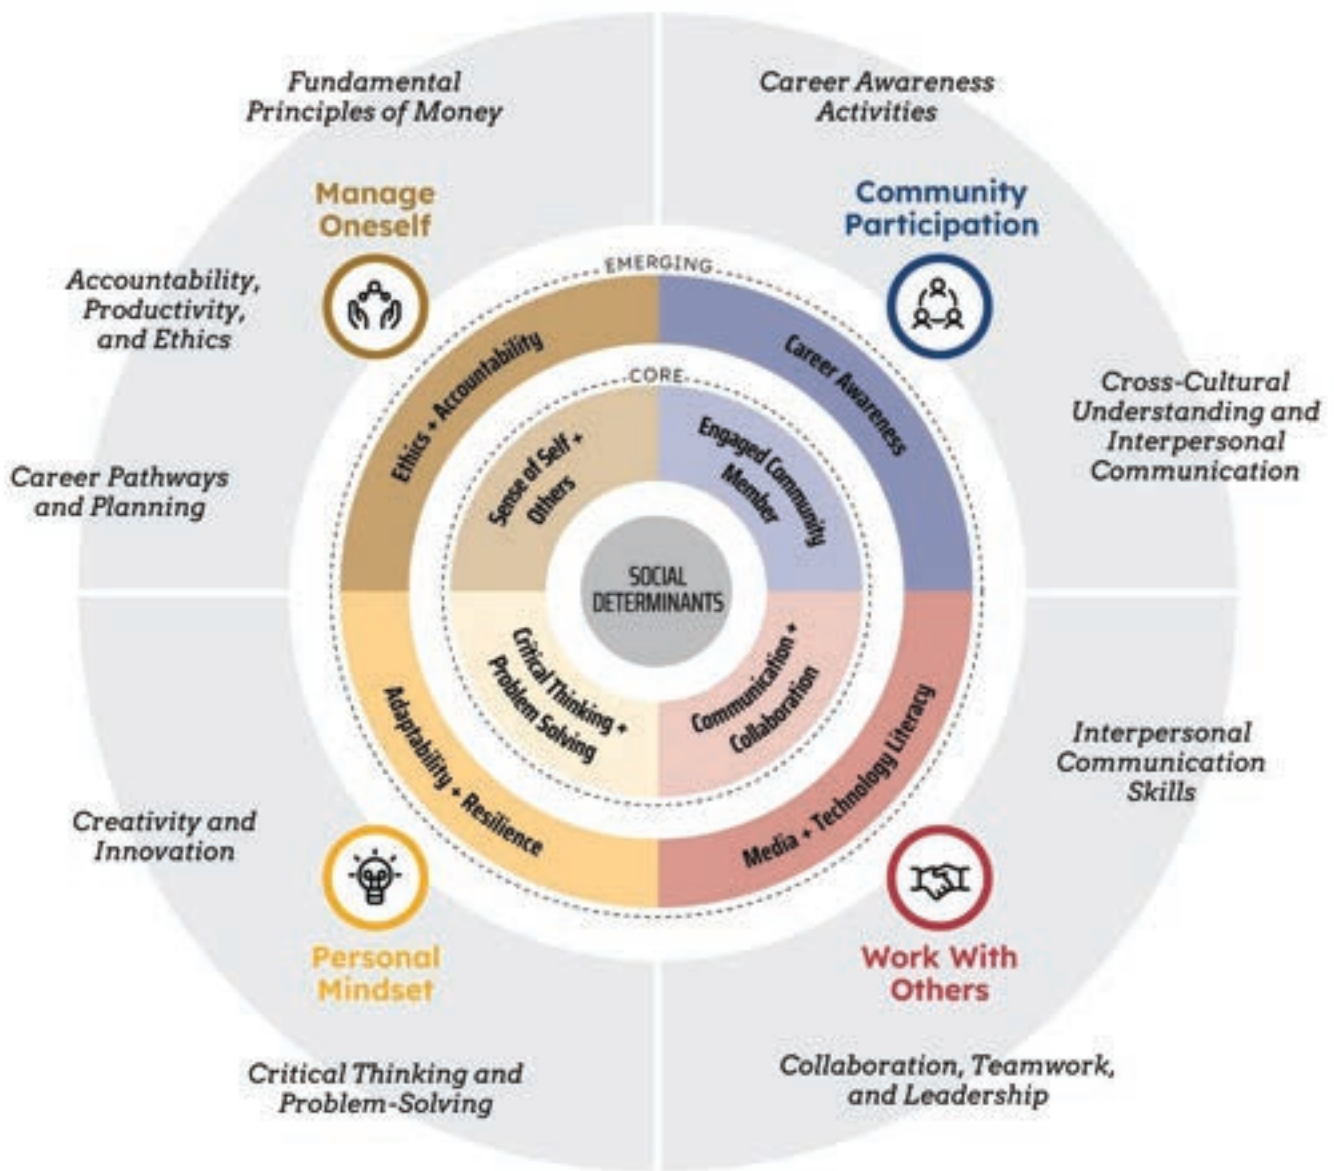 Fundamental
Principles of Money
Career Awareness
Activities
Manage
Oneself
Community
Participation
Accountability,
Productivity,
and Ethics
Career Pathways
and Planning
Cross-Cultural
Understanding and
Interpersonal
Communication
EMERGING
Ethics + Accountability
Career Awareness
CORE
Sense of Self +
Others
Engaged Community
Member
SOCIAL
DETERMINANTS
Critical Thinking +
Problem Solving
Communication +
Collaboration
Adaptability + Resilience
Media + Technology Literacy
Interpersonal
Communication
Skills
Creativity and
Innovation
Personal
Mindset
Work With
Others
Critical Thinking and
Problem-Solving
Collaboration, Teamwork,
and Leadership